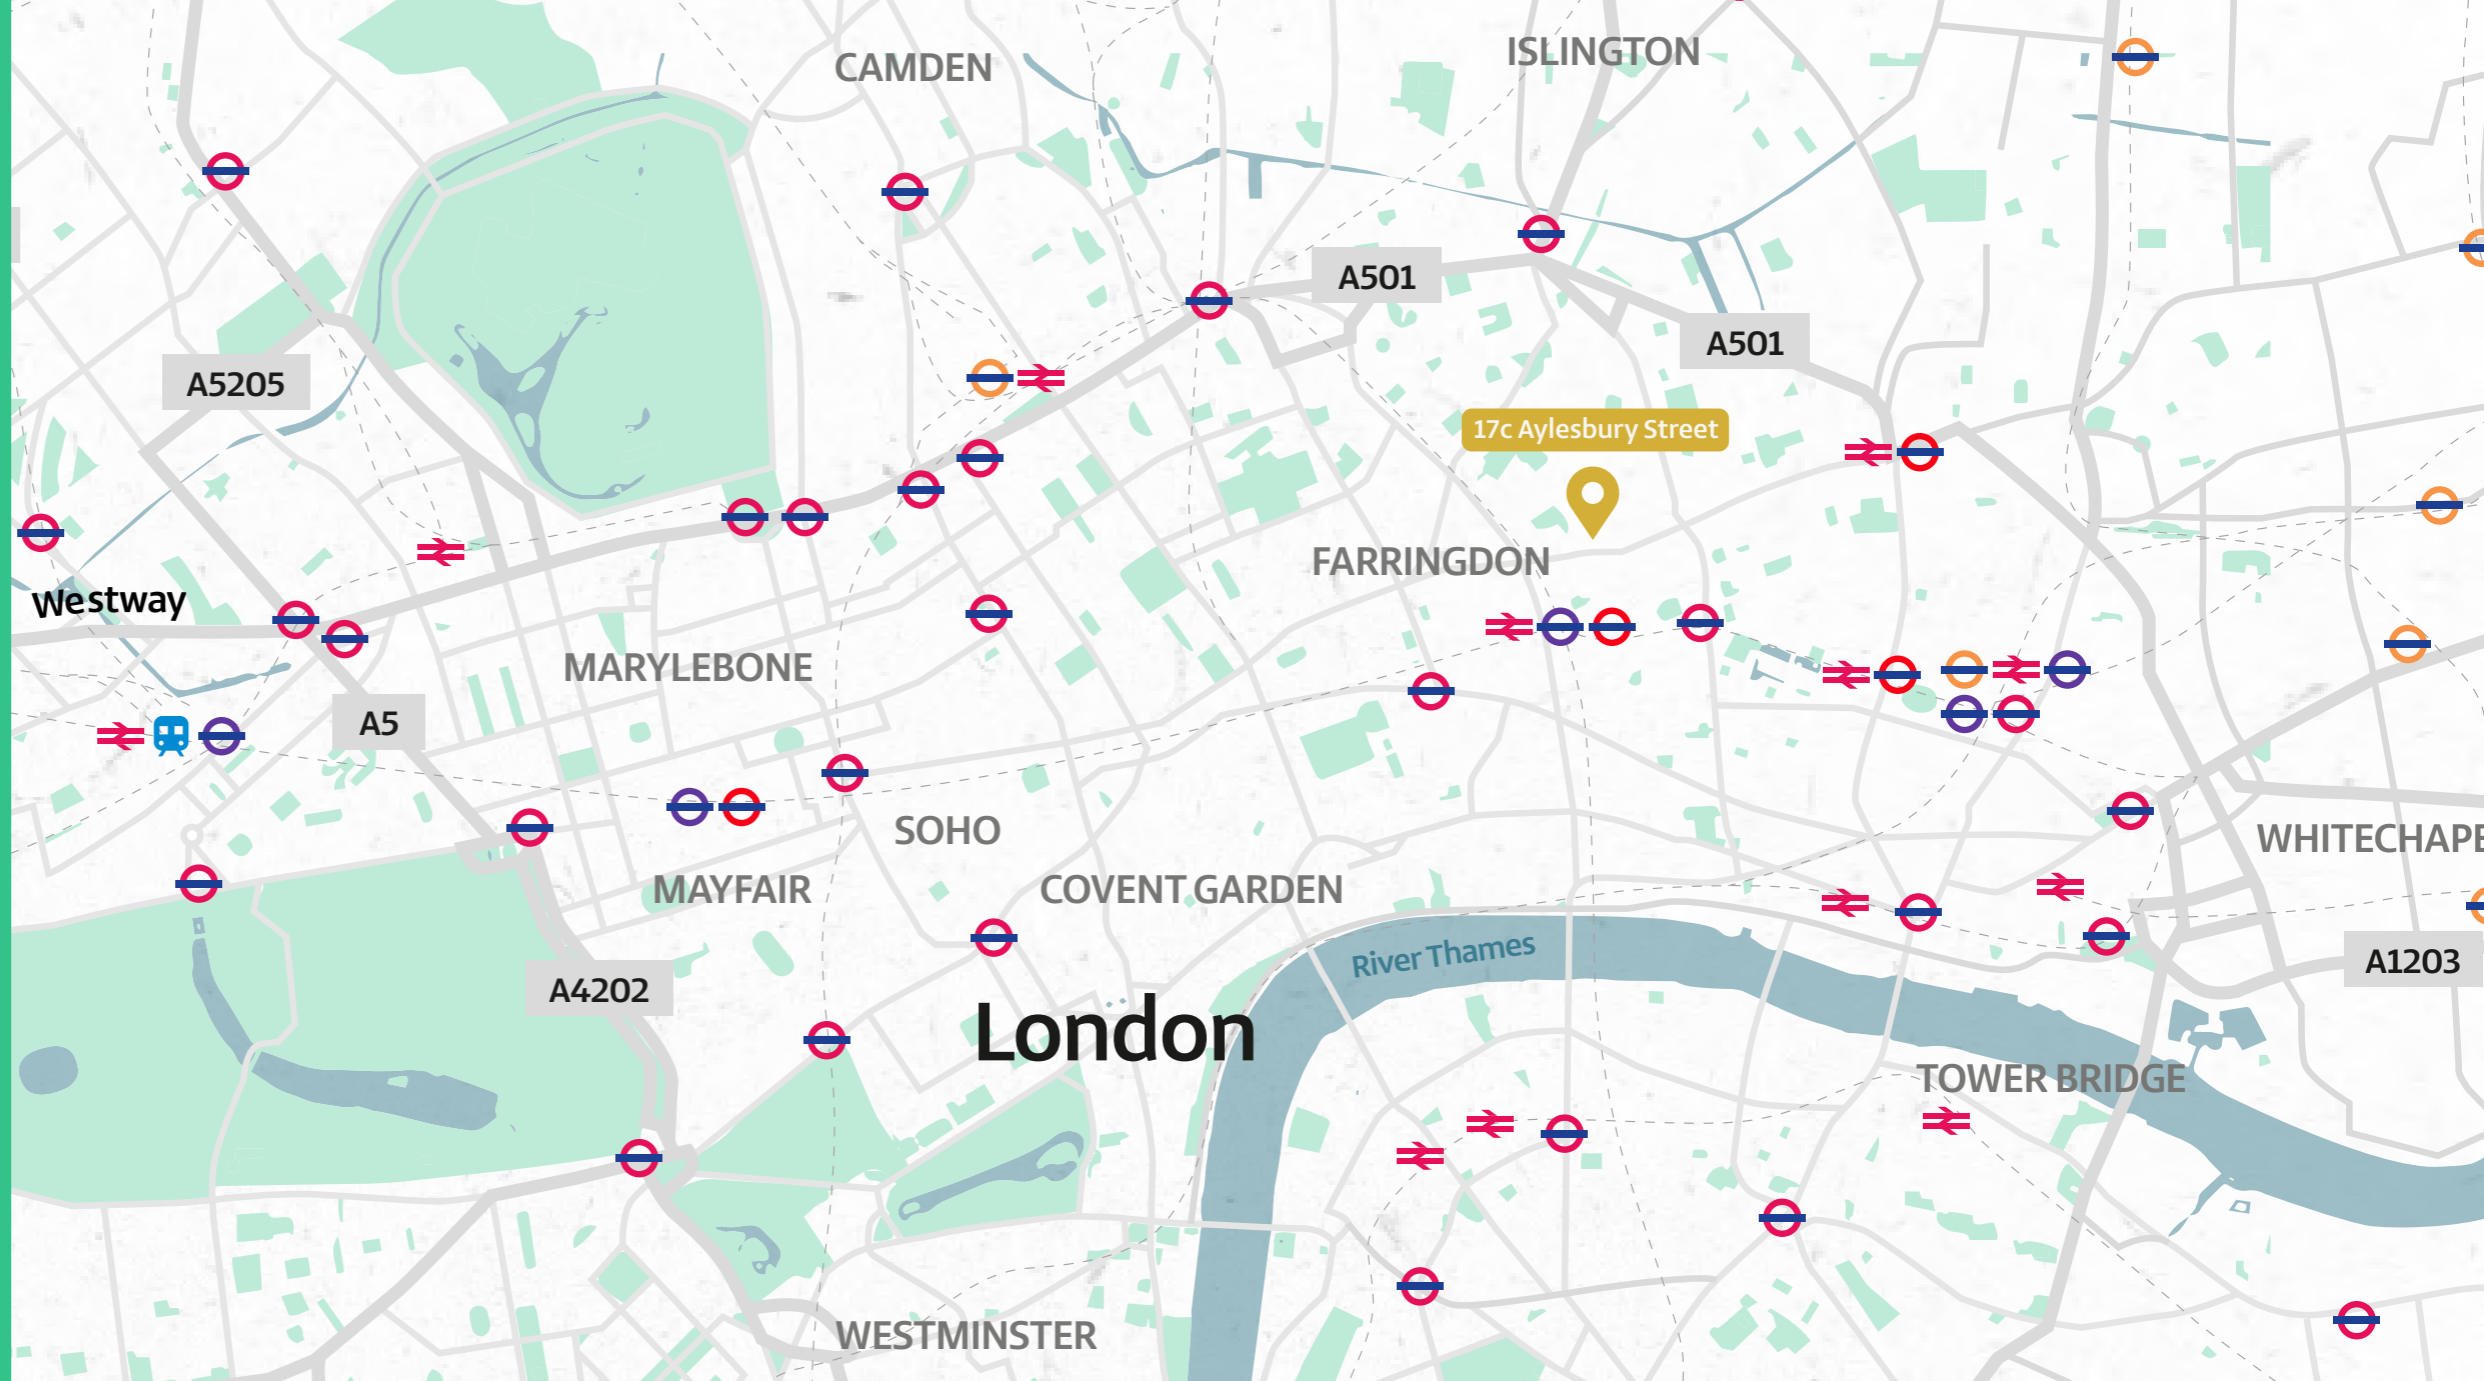 ISLINGTON
CAMDEN
A501
A501
A5205
17c Aylesbury Street
FARRINGDON
Westway
MARYLEBONE
A5
SOHO
WHITECHAPE
MAYFAIR
COVENT GARDEN
River Thames
A1203
A4202
London
TOWER BRIDGE
WESTMINSTER